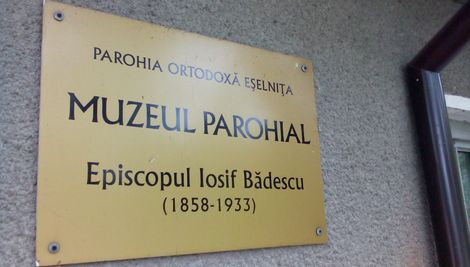 PAROHIA ORTODOXĂ EȘELNIȚA
MUZEUL PAROHIAL
Episcopul Iosif Bădescu
(1858-1933)